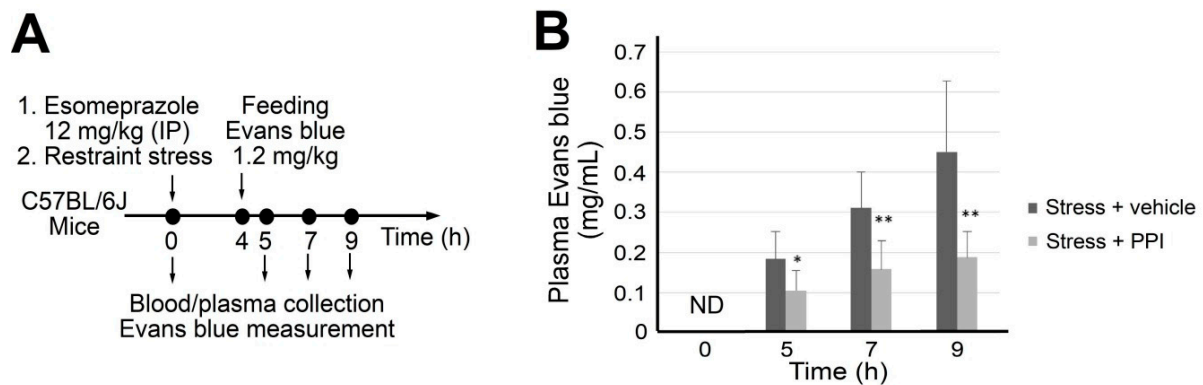 A
1. Esomeprazole
12 mg/kg (IP)
2. Restraint stress
Feeding
Evans blue
1.2 mg/kg
C57BL/6J
Mice
0
4
5
7
9
Time (h)
Blood/plasma collection
Evans blue measurement
B
Plasma Evans blue
(mg/mL)
0.7
0.6
0.5
0.4
0.3
0.2
0.1
0
ND
*
**
**
0
5
7
9
Time (h)
Stress + vehicle
Stress + PPI